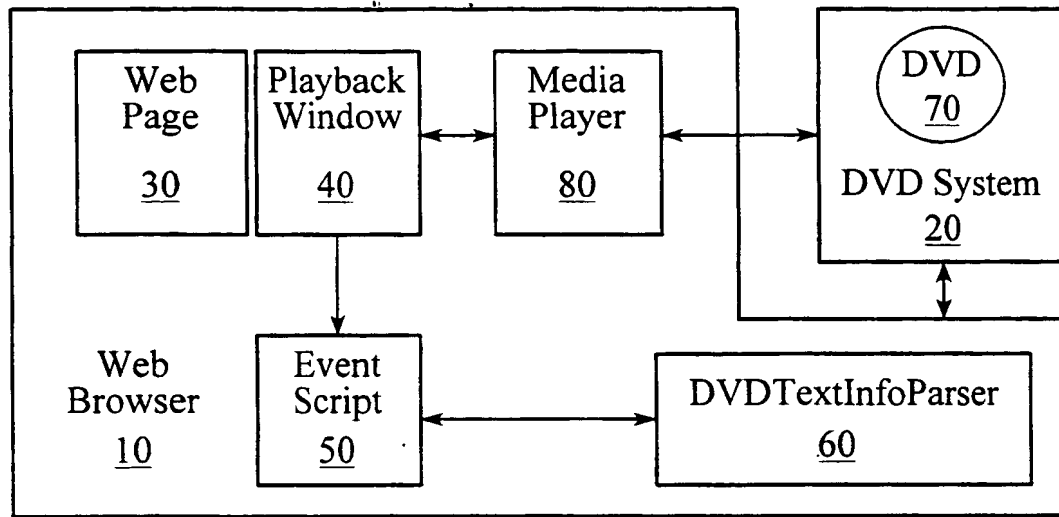 Web
Page
30
Playback
Window
40
Media
Player
80
DVD
70
DVD System
20
Web
Browser
10
Event
Script
50
DVDTextInfoParser
60